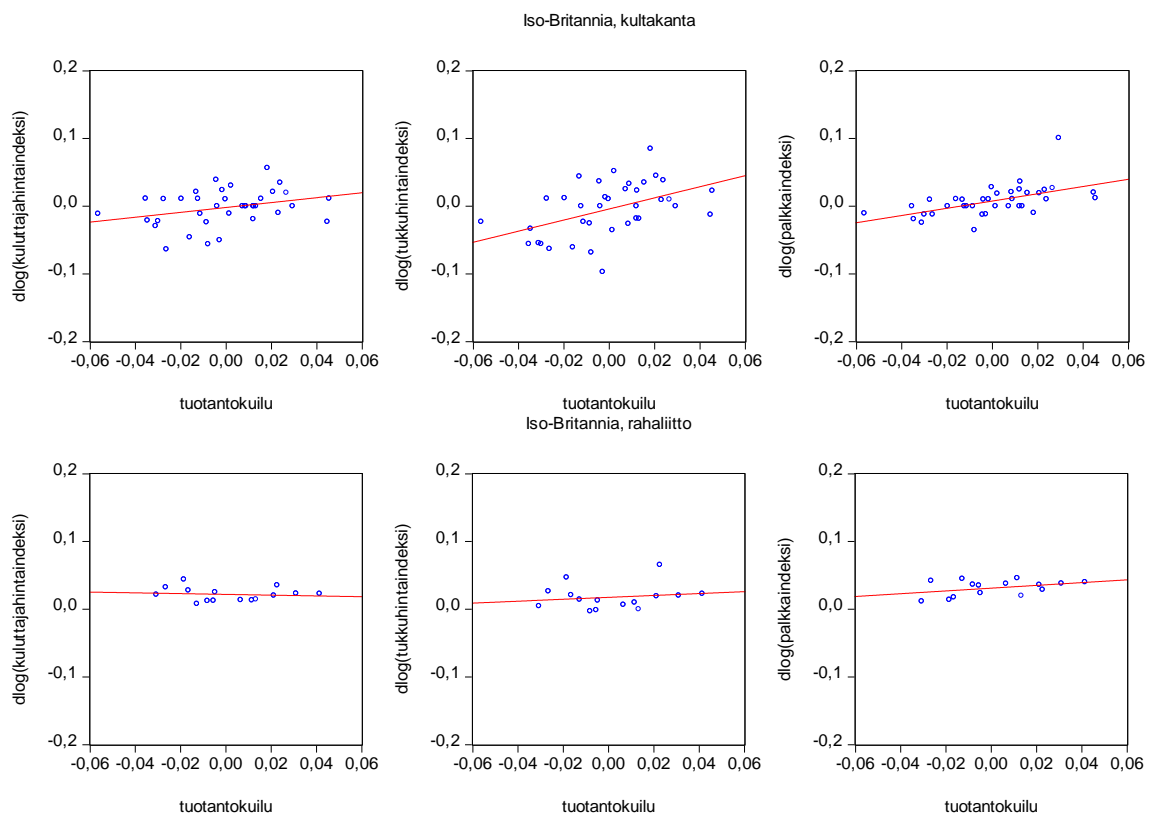 Iso-Britannia, kultakanta
0,2
0,1
0,0
-0,1
-0,2
dlog(kuluttajahintaindeksi)
-0,06 -0,04 -0,02 0,00 0,02 0,04 0,06
tuotantokuilu
0,2
0,1
0,0
-0,1
-0,2
dlog(tukkuhintaindeksi)
-0,06 -0,04 -0,02 0,00 0,02 0,04 0,06
tuotantokuilu
0,2
0,1
0,0
-0,1
-0,2
dlog(palkkaindeksi)
-0,06 -0,04 -0,02 0,00 0,02 0,04 0,06
tuotantokuilu
Iso-Britannia, rahaliitto
0,2
0,1
0,0
-0,1
-0,2
dlog(kuluttajahintaindeksi)
-0,06 -0,04 -0,02 0,00 0,02 0,04 0,06
tuotantokuilu
0,2
0,1
0,0
-0,1
-0,2
dlog(tukkuhintaindeksi)
-0,06 -0,04 -0,02 0,00 0,02 0,04 0,06
tuotantokuilu
0,2
0,1
0,0
-0,1
-0,2
dlog(palkkaindeksi)
-0,06 -0,04 -0,02 0,00 0,02 0,04 0,06
tuotantokuilu